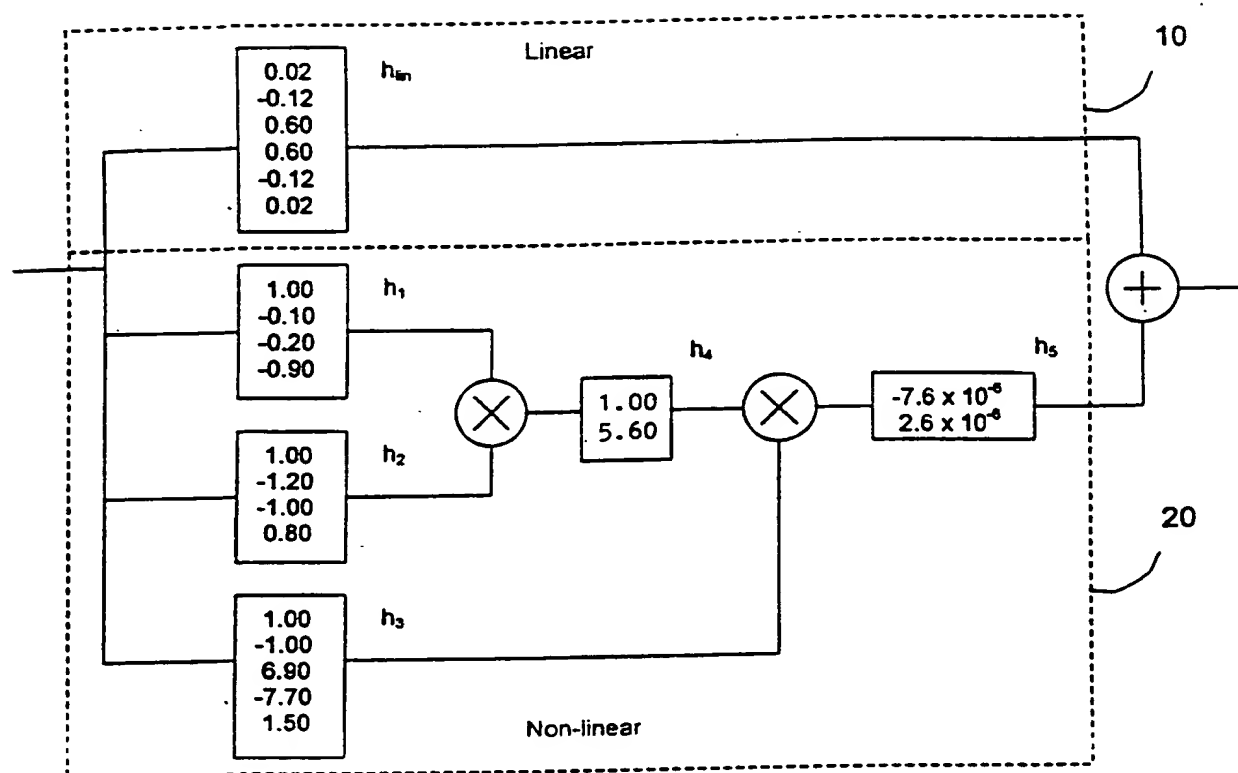 10
Linear
h_lin
0.02
-0.12
0.60
0.60
-0.12
0.02
h₁
1.00
-0.10
-0.20
-0.90
h₂
1.00
-1.20
-1.00
0.80
h₄
1.00
5.60
h₅
-7.6 x 10⁻⁶
2.6 x 10⁻⁶
20
h₃
1.00
-1.00
6.90
-7.70
1.50
Non-linear